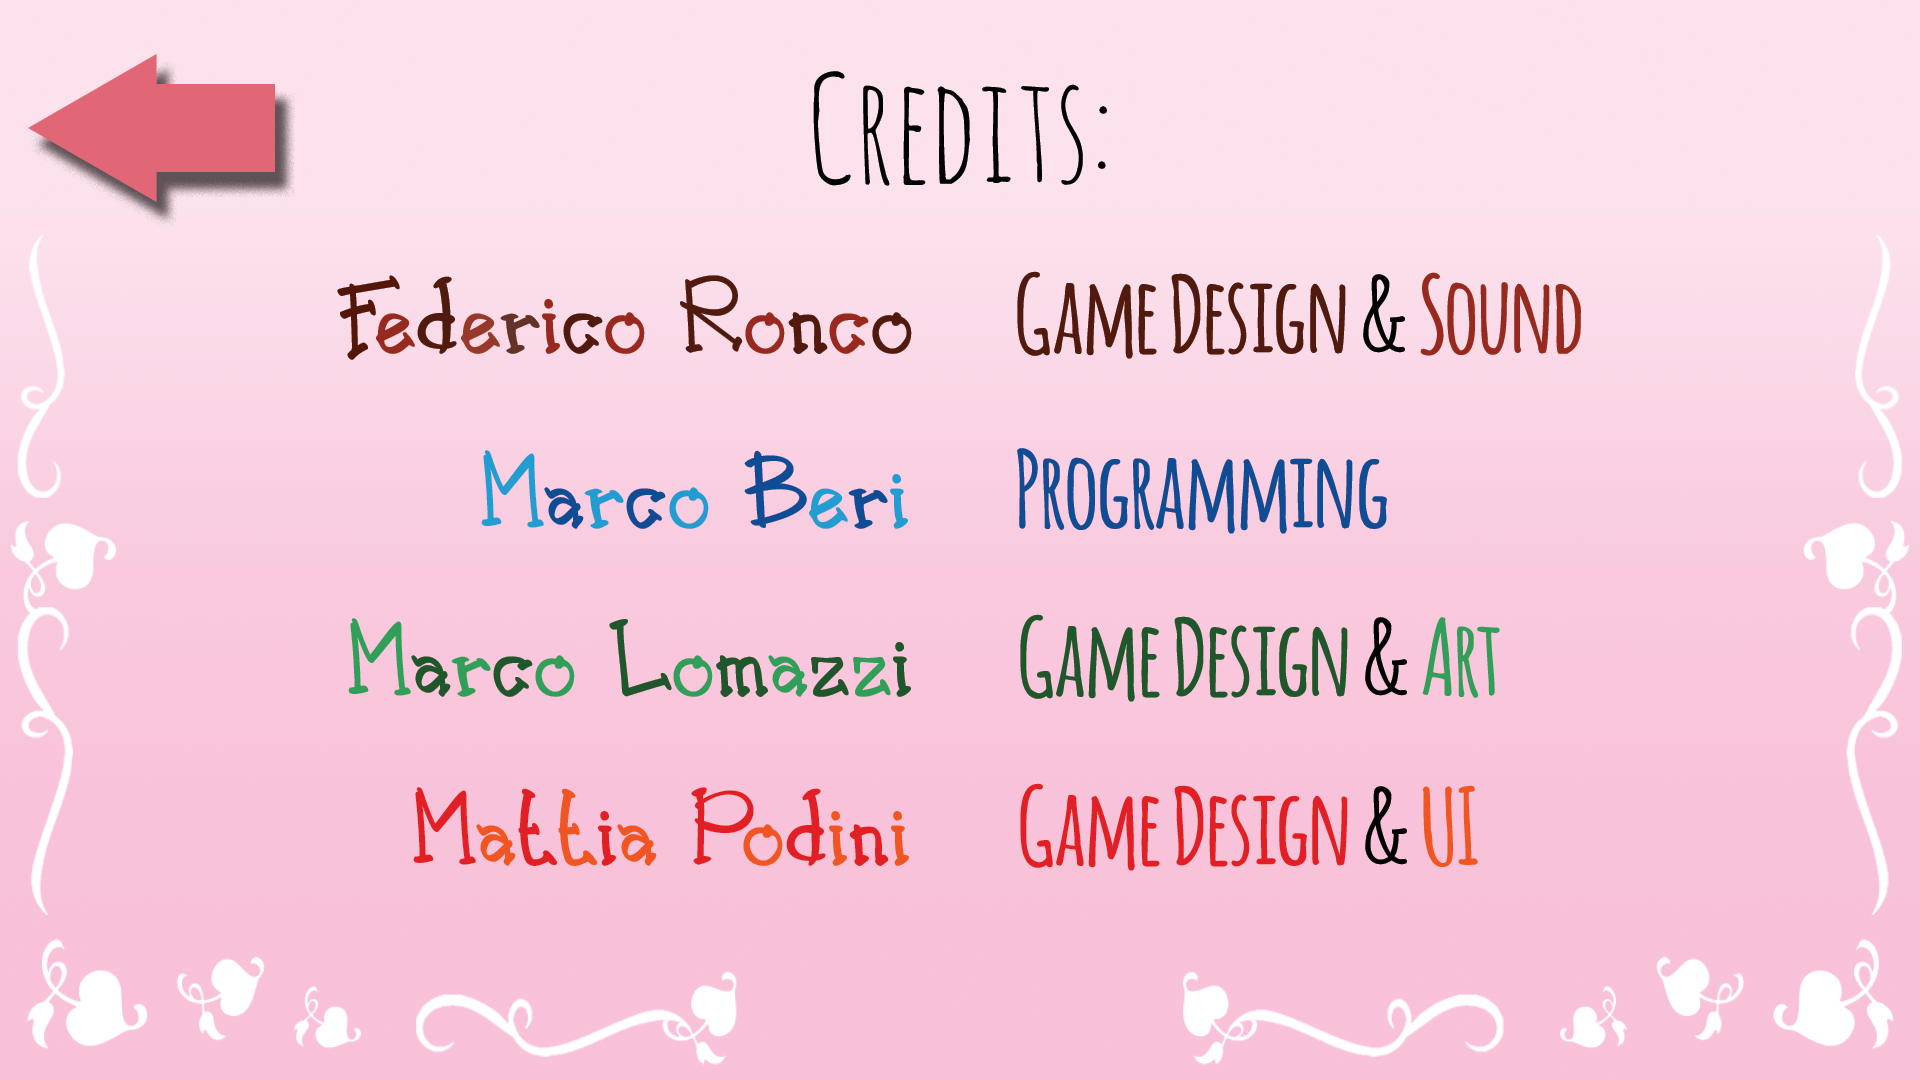 Credits:
Federico Ronco Game Design & Sound
Marco Beri Programming
Marco Lomazzi Game Design & Art
Mattia Podini Game Design & UI